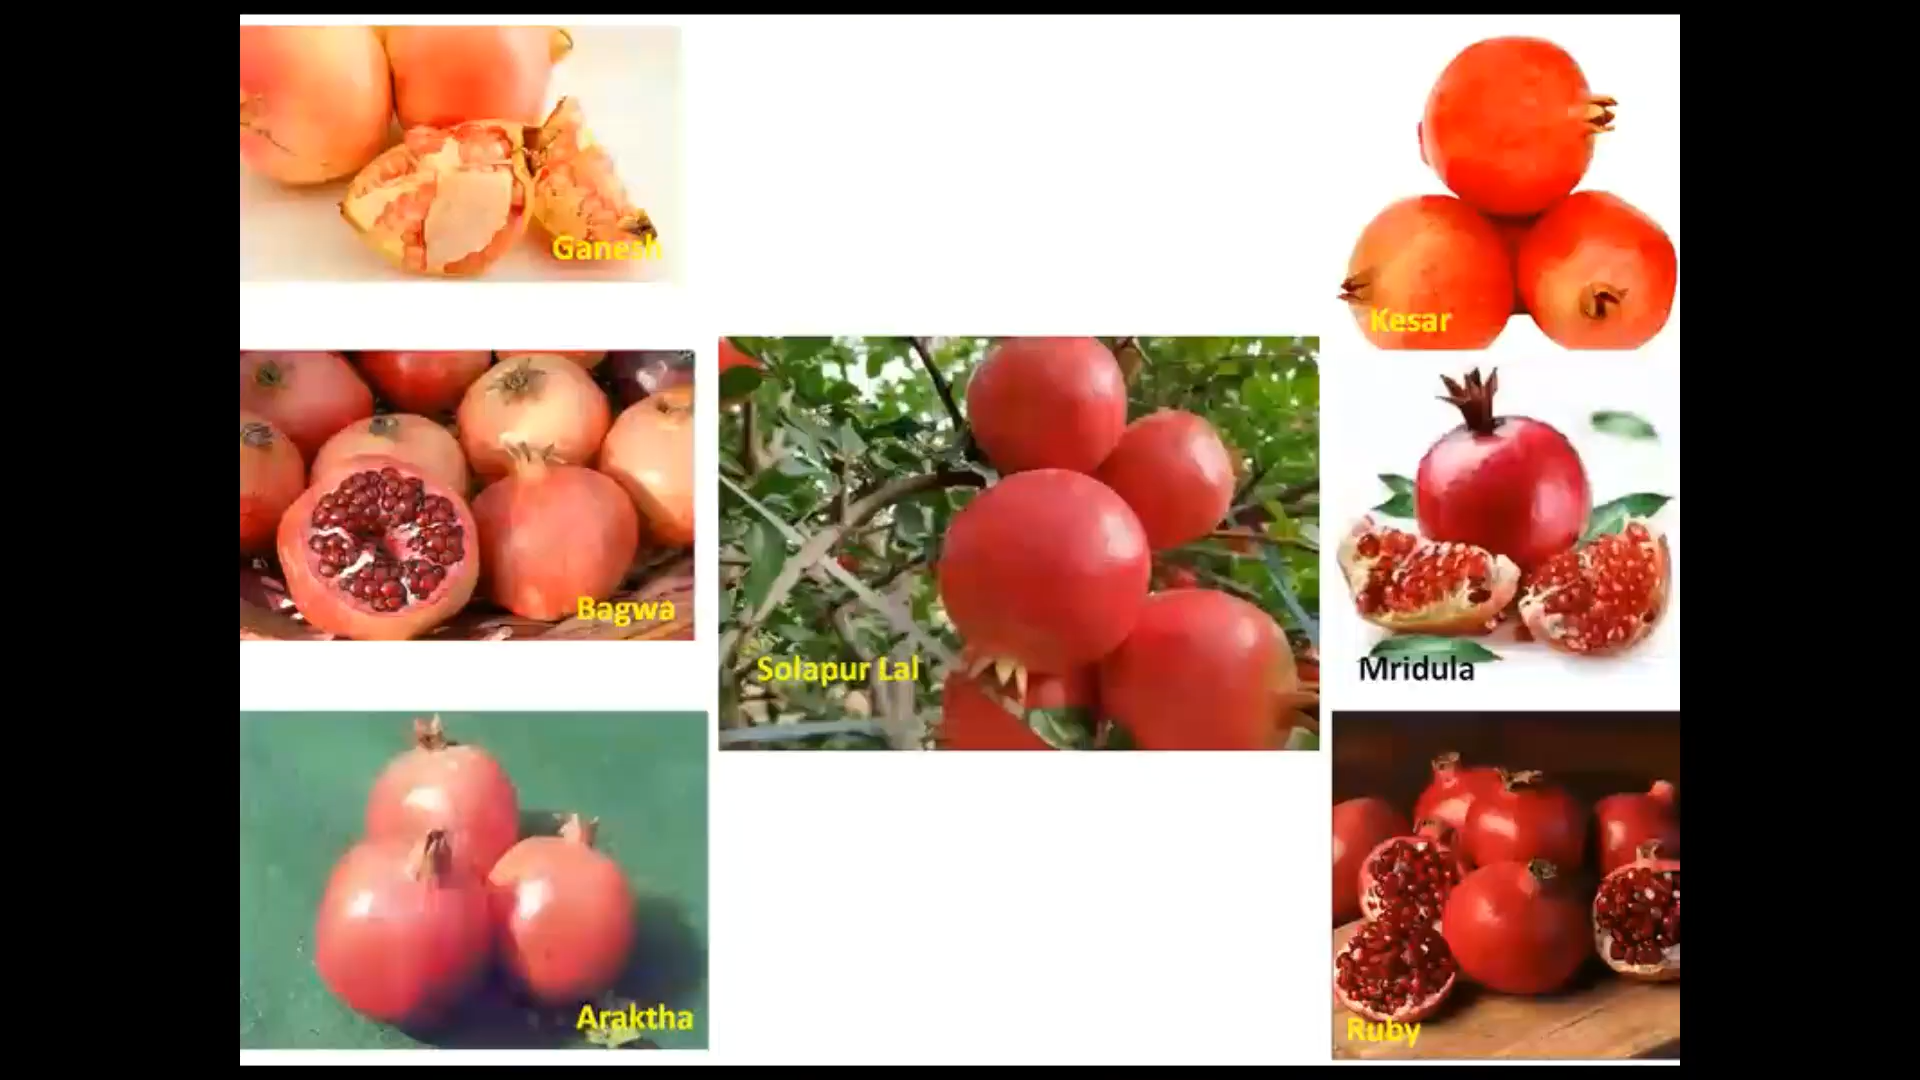 Ganesh
Kesar
Bagwa
Solapur Lal
Mridula
Araktha
Ruby